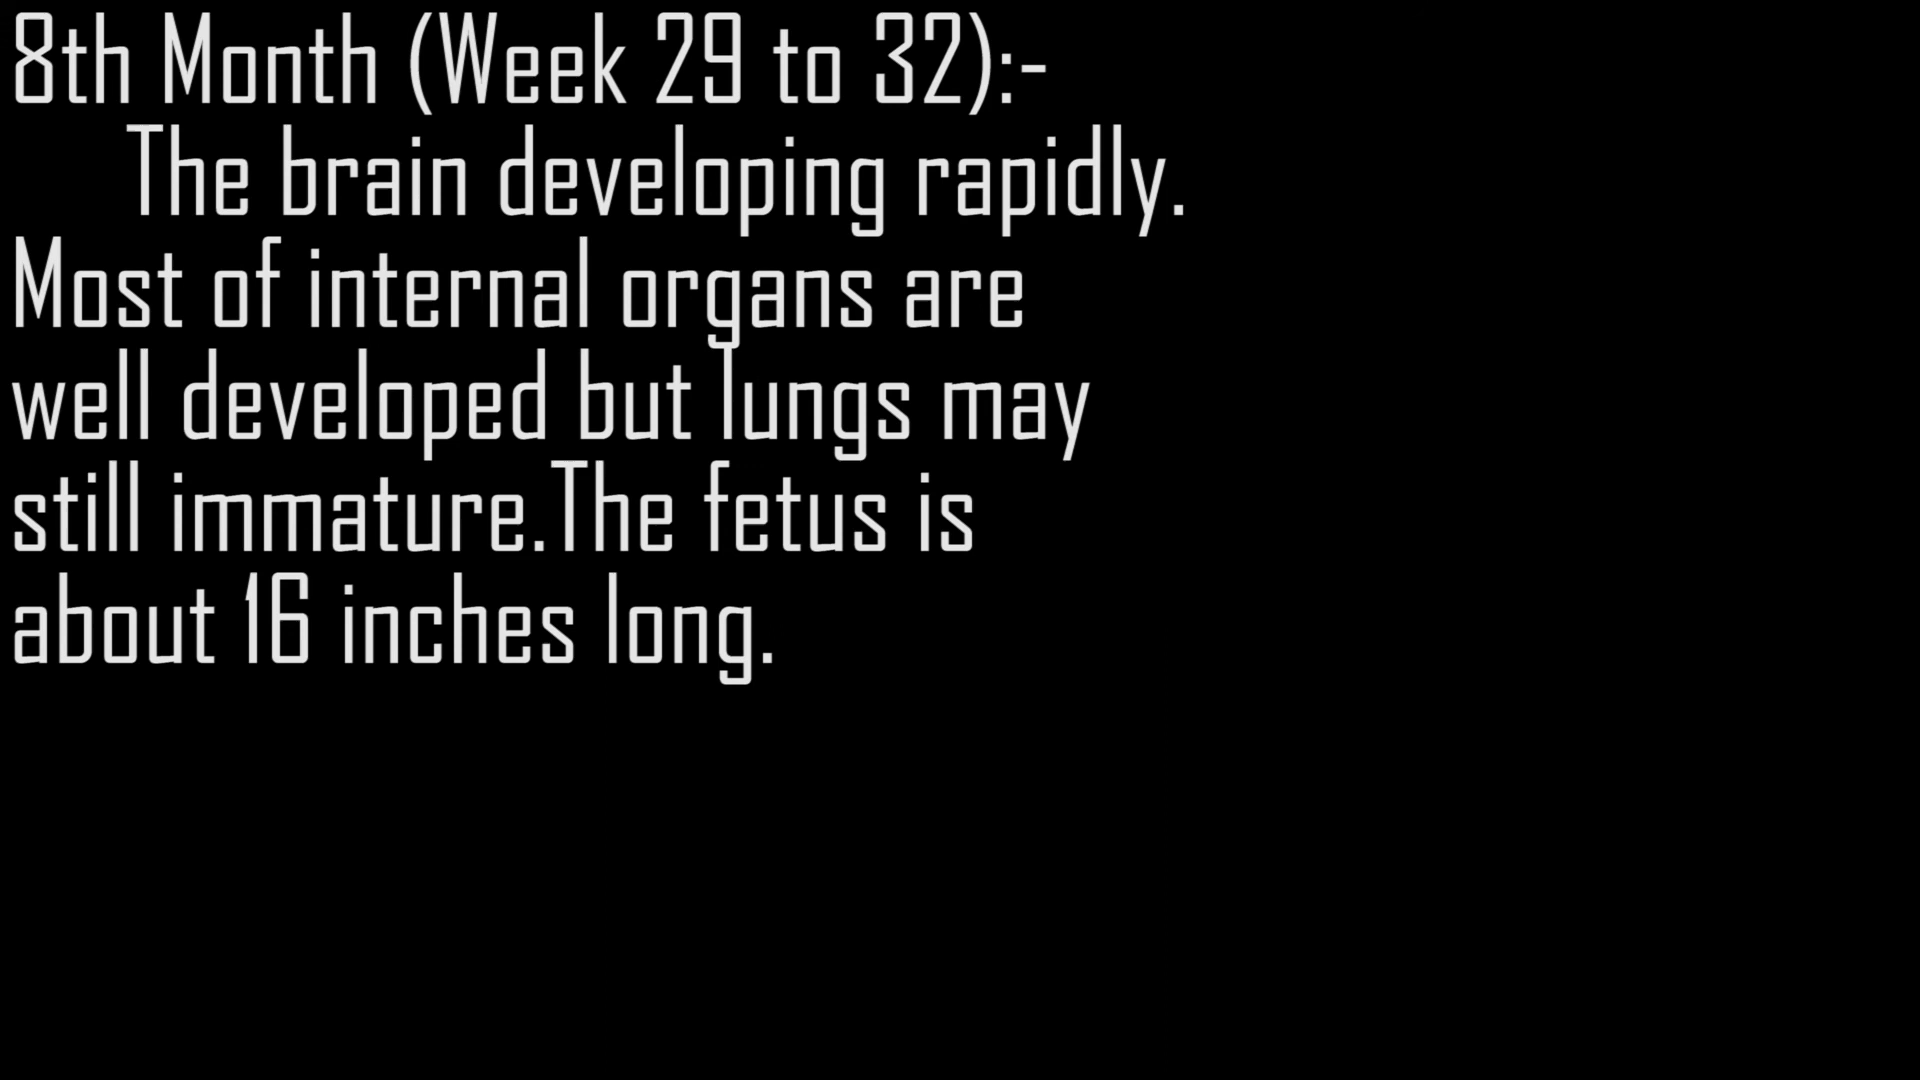 8th Month (Week 29 to 32):-
The brain developing rapidly.
Most of internal organs are
well developed but lungs may
still immature.The fetus is
about 16 inches long.